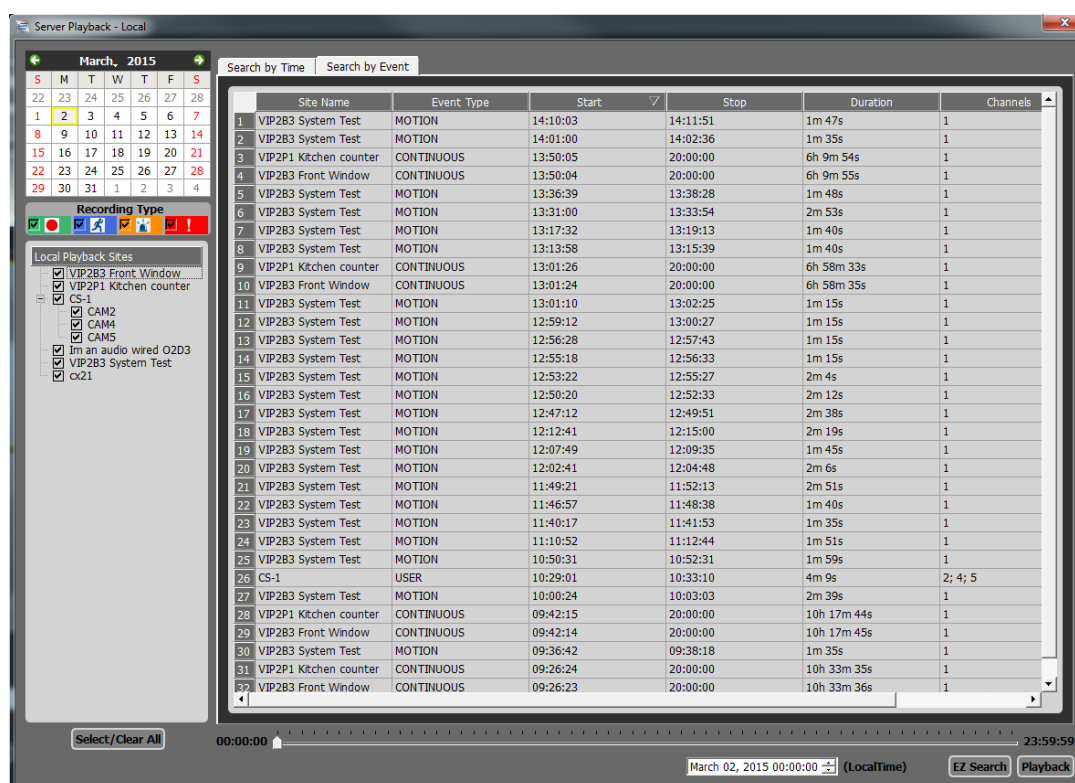 Server Playback - Local
March, 2015
S M T W T F S
22 23 24 25 26 27 28
1 2 3 4 5 6 7
8 9 10 11 12 13 14
15 16 17 18 19 20 21
22 23 24 25 26 27 28
29 30 31 1 2 3 4
Recording Type
Local Playback Sites
VIP2B3 Front Window
VIP2P1 Kitchen counter
CS-1
CAM2
CAM4
CAM5
Im an audio wired O2D3
VIP2B3 System Test
cx21
Select/Clear All
Search by Time Search by Event
Site Name Event Type Start Stop Duration Channels
1 VIP2B3 System Test MOTION 14:10:03 14:11:51 1m 47s 1
2 VIP2B3 System Test MOTION 14:01:00 14:02:36 1m 35s 1
3 VIP2P1 Kitchen counter CONTINUOUS 13:50:05 20:00:00 6h 9m 54s 1
4 VIP2B3 Front Window CONTINUOUS 13:50:04 20:00:00 6h 9m 55s 1
5 VIP2B3 System Test MOTION 13:36:39 13:38:28 1m 48s 1
6 VIP2B3 System Test MOTION 13:31:00 13:33:54 2m 53s 1
7 VIP2B3 System Test MOTION 13:17:32 13:19:13 1m 40s 1
8 VIP2B3 System Test MOTION 13:13:58 13:15:39 1m 40s 1
9 VIP2P1 Kitchen counter CONTINUOUS 13:01:26 20:00:00 6h 58m 33s 1
10 VIP2B3 Front Window CONTINUOUS 13:01:24 20:00:00 6h 58m 35s 1
11 VIP2B3 System Test MOTION 13:01:10 13:02:25 1m 15s 1
12 VIP2B3 System Test MOTION 12:59:12 13:00:27 1m 15s 1
13 VIP2B3 System Test MOTION 12:56:28 12:57:43 1m 15s 1
14 VIP2B3 System Test MOTION 12:55:18 12:56:33 1m 15s 1
15 VIP2B3 System Test MOTION 12:53:22 12:55:27 2m 4s 1
16 VIP2B3 System Test MOTION 12:50:20 12:52:33 2m 12s 1
17 VIP2B3 System Test MOTION 12:47:12 12:49:51 2m 38s 1
18 VIP2B3 System Test MOTION 12:12:41 12:15:00 2m 19s 1
19 VIP2B3 System Test MOTION 12:07:49 12:09:35 1m 45s 1
20 VIP2B3 System Test MOTION 12:02:41 12:04:48 2m 6s 1
21 VIP2B3 System Test MOTION 11:49:21 11:52:13 2m 51s 1
22 VIP2B3 System Test MOTION 11:46:57 11:48:38 1m 40s 1
23 VIP2B3 System Test MOTION 11:40:17 11:41:53 1m 35s 1
24 VIP2B3 System Test MOTION 11:10:52 11:12:44 1m 51s 1
25 VIP2B3 System Test MOTION 10:50:31 10:52:31 1m 59s 1
26 CS-1 USER 10:29:01 10:33:10 4m 9s 2; 4; 5
27 VIP2B3 System Test MOTION 10:00:24 10:03:03 2m 39s 1
28 VIP2P1 Kitchen counter CONTINUOUS 09:42:15 20:00:00 10h 17m 44s 1
29 VIP2B3 Front Window CONTINUOUS 09:42:14 20:00:00 10h 17m 45s 1
30 VIP2B3 System Test MOTION 09:36:42 09:38:18 1m 35s 1
31 VIP2P1 Kitchen counter CONTINUOUS 09:26:24 20:00:00 10h 33m 35s 1
32 VIP2B3 Front Window CONTINUOUS 09:26:23 20:00:00 10h 33m 36s 1
00:00:00 23:59:59
March 02, 2015 00:00:00 (LocalTime) EZ Search Playback